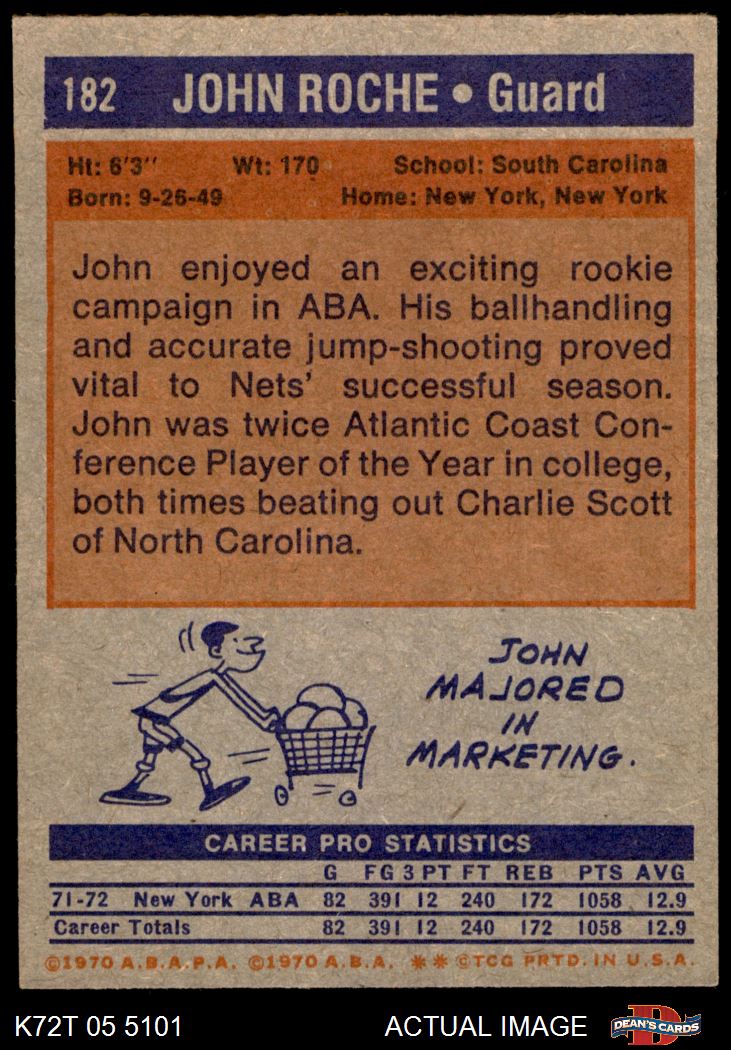 182 JOHN ROCHE • Guard
Ht: 6'3" Wt: 170 School: South Carolina
Born: 9-26-49 Home: New York, New York
John enjoyed an exciting rookie
campaign in ABA. His ballhandling
and accurate jump-shooting proved
vital to Nets' successful season.
John was twice Atlantic Coast Con-
ference Player of the Year in college,
both times beating out Charlie Scott
of North Carolina.
JOHN
MAJORED
IN
MARKETING.
CAREER PRO STATISTICS
G FG 3 PT FT REB PTS AVG
71-72 New York ABA 82 391 12 240 172 1058 12.9
Career Totals 82 391 12 240 172 1058 12.9
©1970 A.B.A.P.A. ©1970 A.B.A. ** ©TCG PRTD. IN U.S.A.
K72T 05 5101 ACTUAL IMAGE DEAN'S CARDS